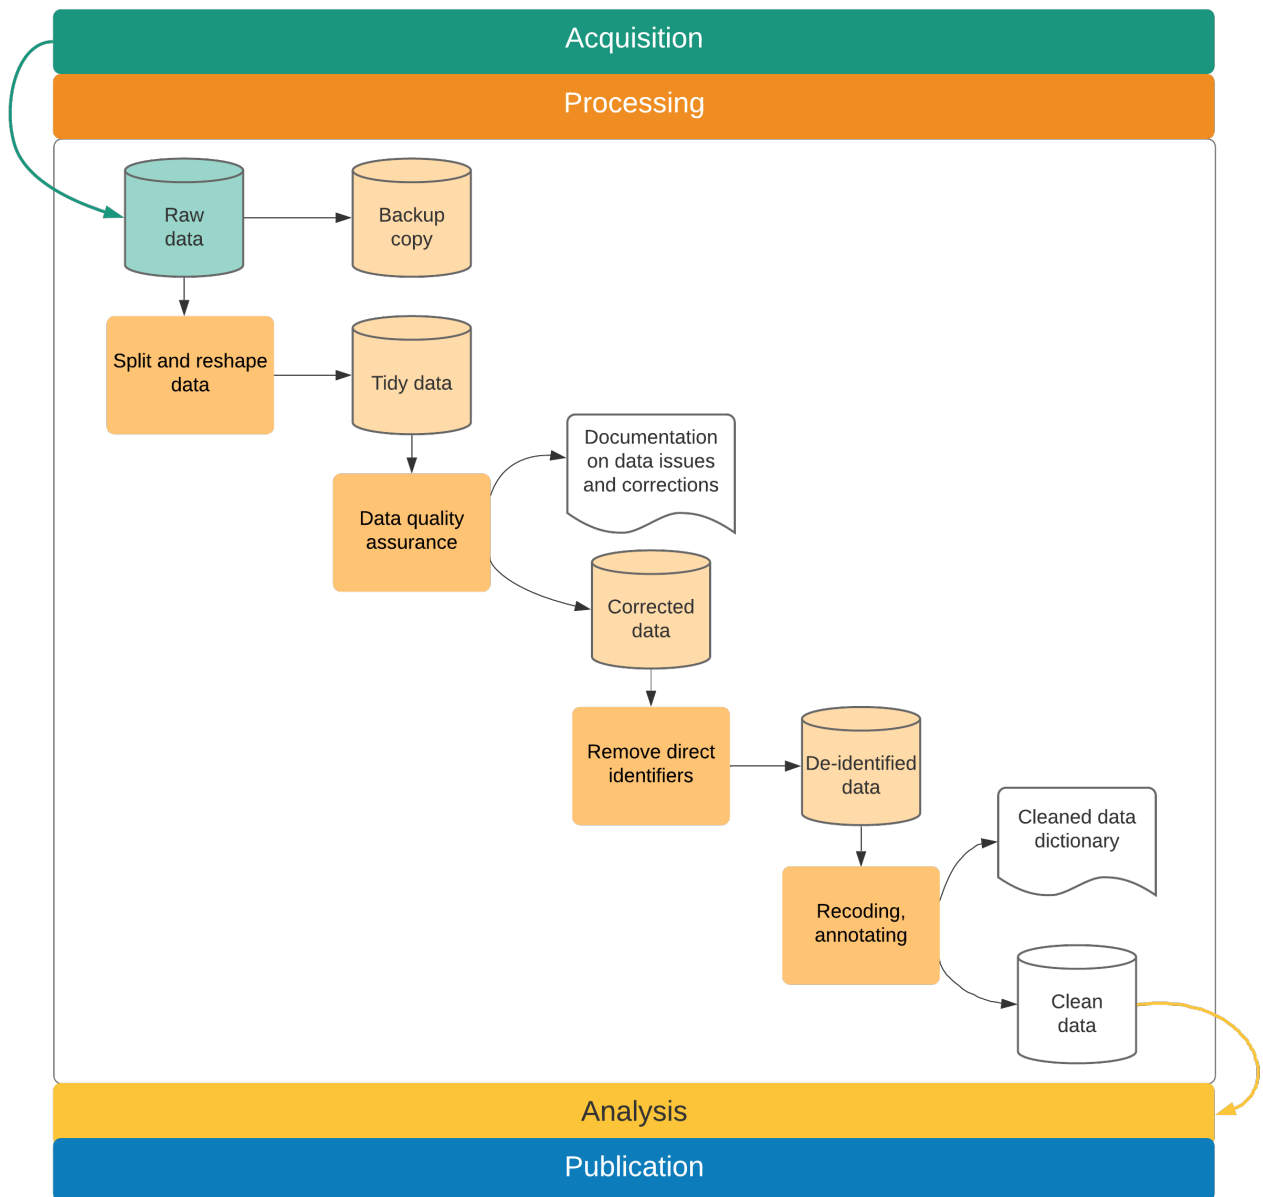 Acquisition
Processing
Raw
data
Backup
copy
Split and reshape
data
Tidy data
Documentation
on data issues
and corrections
Data quality
assurance
Corrected
data
Remove direct
identifiers
De-identified
data
Cleaned data
dictionary
Recoding,
annotating
Clean
data
Analysis
Publication